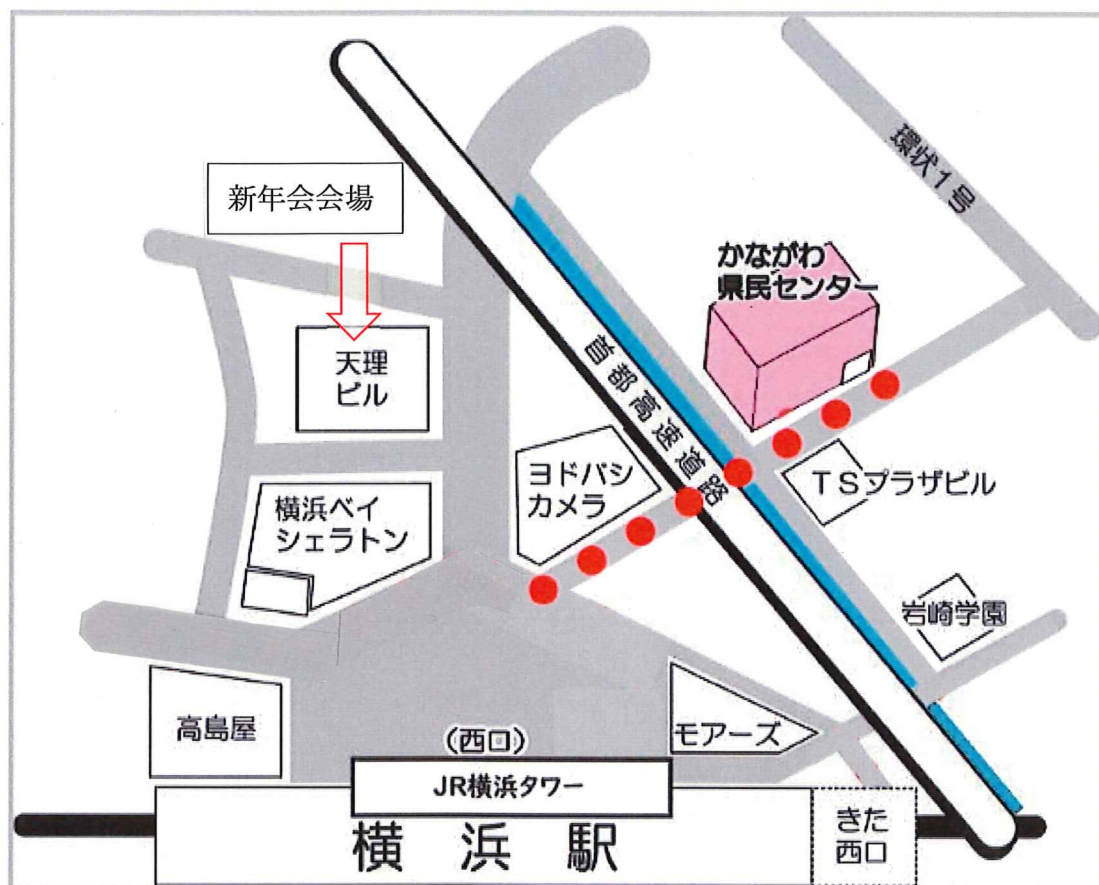 環状1号
新年会会場
かながわ
県民センター
天理
ビル
首都高速道路
ヨドバシ
カメラ
TSプラザビル
横浜ベイ
シェラトン
岩崎学園
高島屋
(西口)
モアーズ
JR横浜タワー
横浜駅
きた
西口